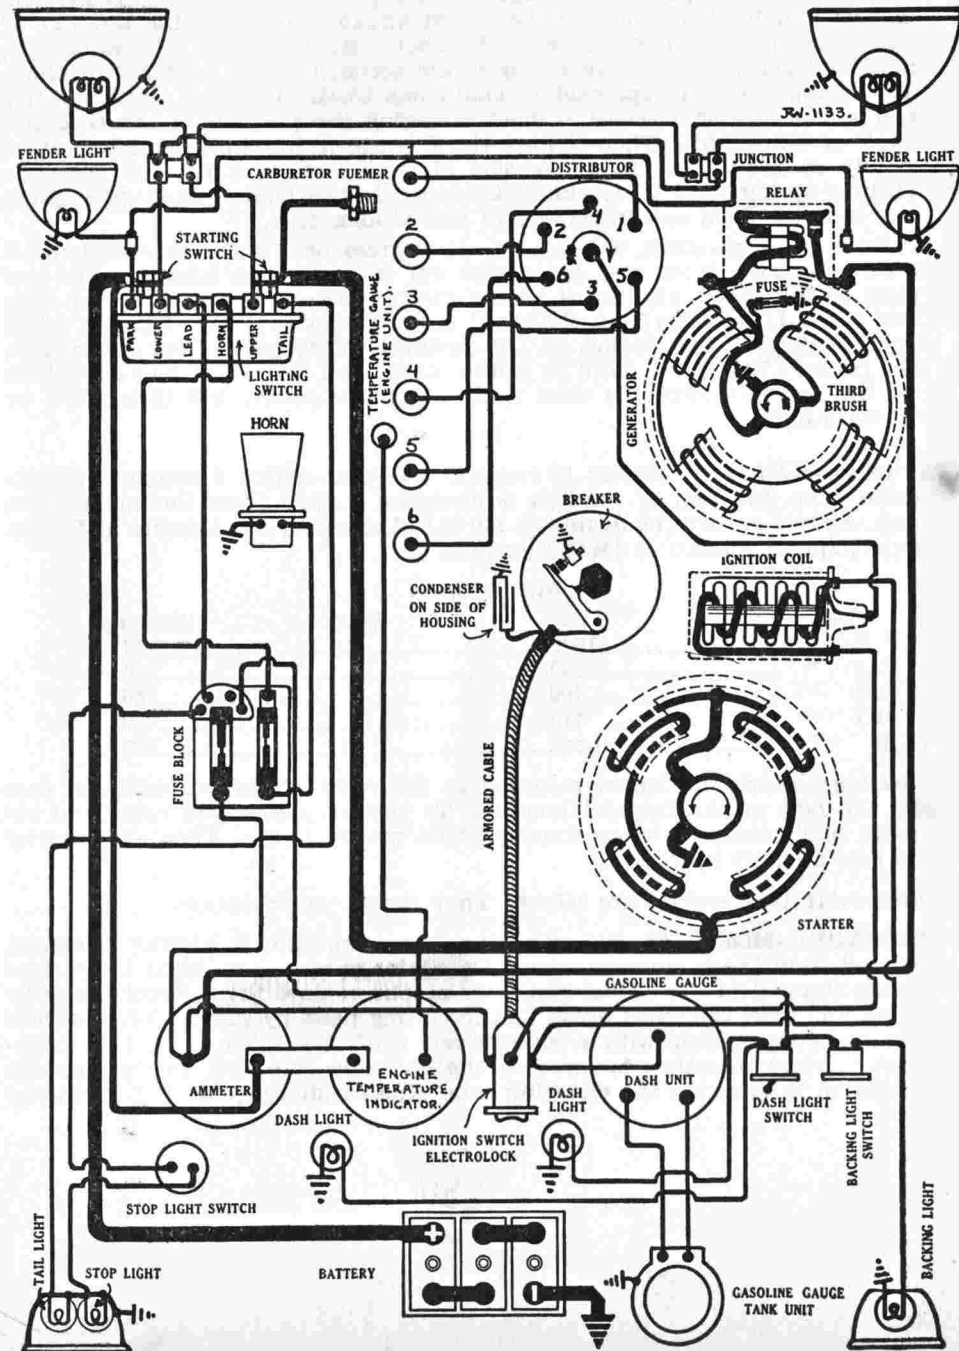 RW-1133.
FENDER LIGHT
CARBURETOR FUEMER
1
DISTRIBUTOR
JUNCTION
FENDER LIGHT
RELAY
STARTING
SWITCH
2
4
2
1
6
5
3
FUSE
TEMPERATURE GAUGE
(ENGINE UNIT).
3
PARK
LOWER
LEAD
HORN
UPPER
TAIL
LIGHTING
SWITCH
4
GENERATOR
THIRD
BRUSH
HORN
5
BREAKER
6
IGNITION COIL
CONDENSER
ON SIDE OF
HOUSING
FUSE BLOCK
ARMORED CABLE
STARTER
GASOLINE GAUGE
AMMETER
ENGINE
TEMPERATURE
INDICATOR.
DASH UNIT
DASH LIGHT
IGNITION SWITCH
ELECTROLOCK
DASH
LIGHT
DASH LIGHT
SWITCH
BACKING LIGHT
SWITCH
STOP LIGHT SWITCH
TAIL LIGHT
STOP LIGHT
BATTERY
+
-
GASOLINE GAUGE
TANK UNIT
BACKING LIGHT